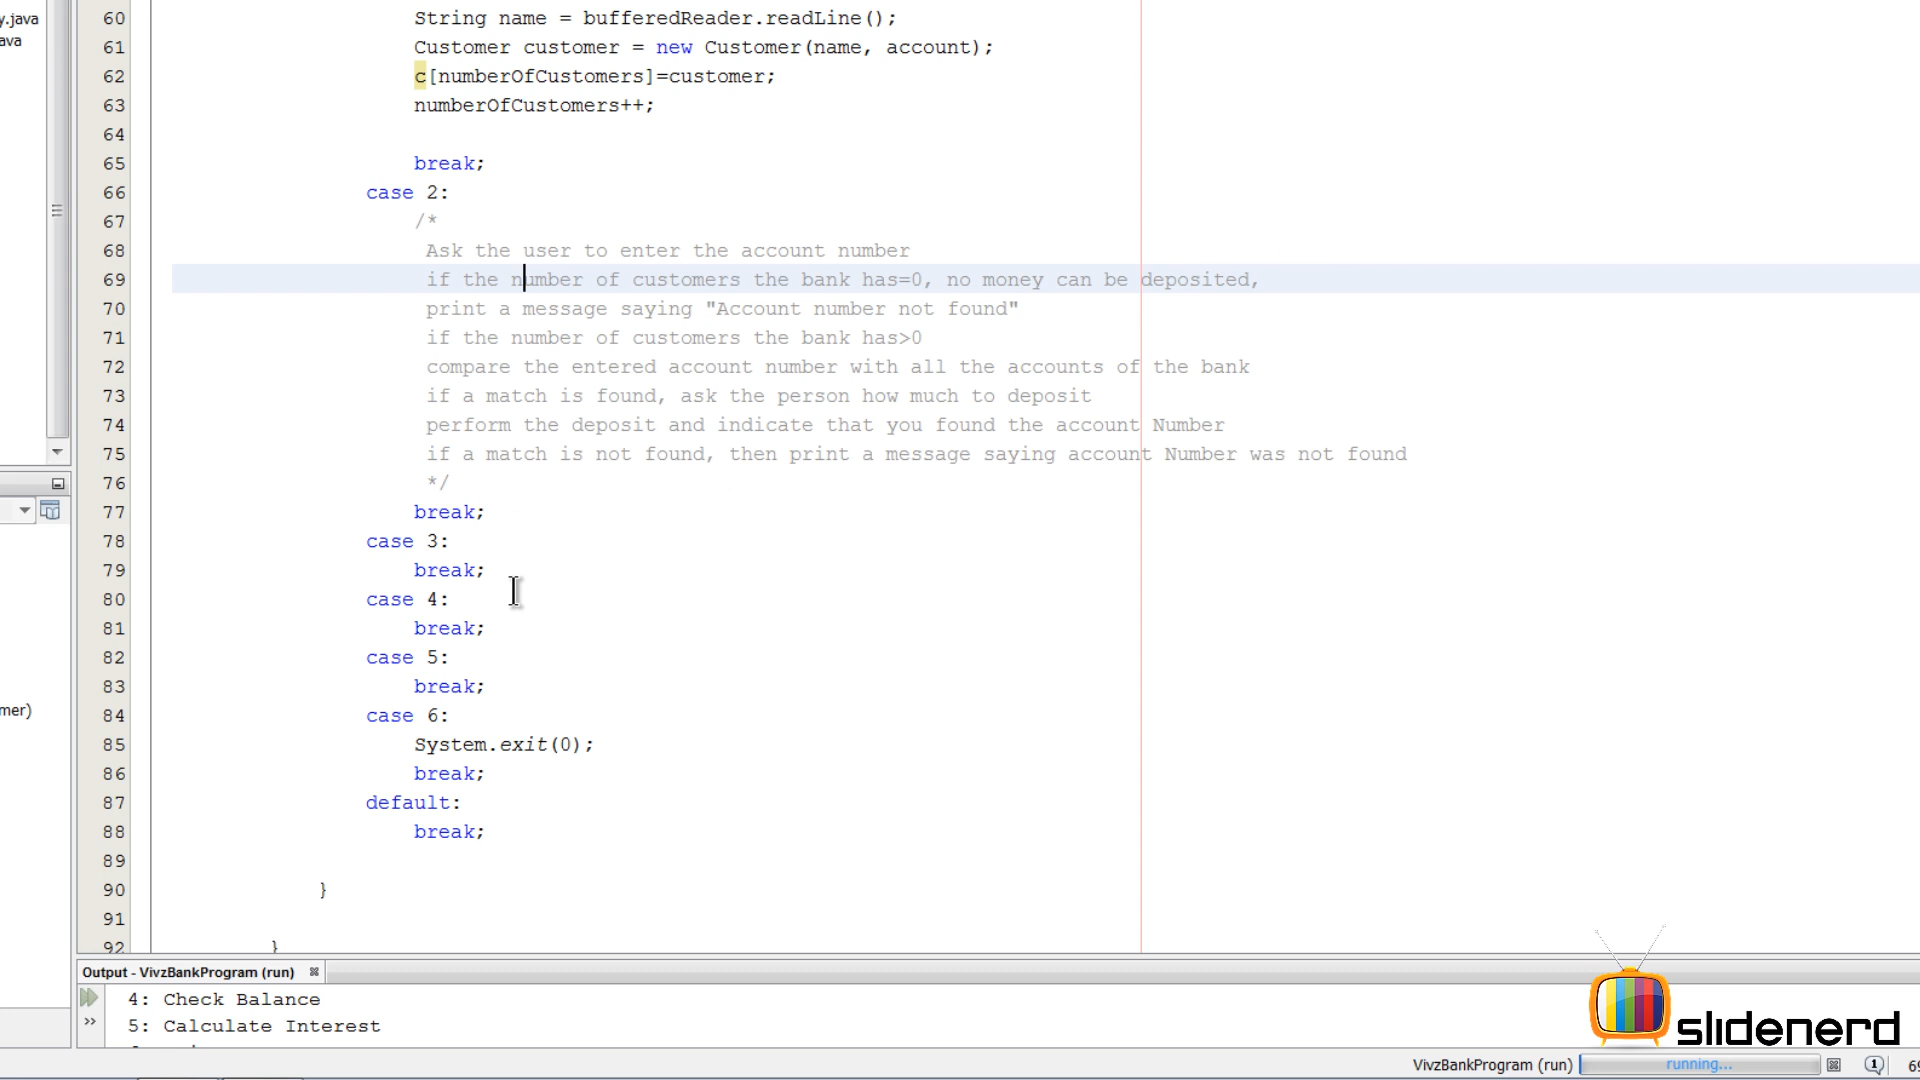 y.java
ava
60 String name = bufferedReader.readLine();
61 Customer customer = new Customer(name, account);
62 c[numberOfCustomers]=customer;
63 numberOfCustomers++;
64
65 break;
66 case 2:
67 /*
68 Ask the user to enter the account number
69 if the number of customers the bank has=0, no money can be deposited,
70 print a message saying "Account number not found"
71 if the number of customers the bank has>0
72 compare the entered account number with all the accounts of the bank
73 if a match is found, ask the person how much to deposit
74 perform the deposit and indicate that you found the account Number
75 if a match is not found, then print a message saying account Number was not found
76 */
77 break;
78 case 3:
79 break;
80 case 4:
81 break;
82 case 5:
83 break;
mer)
84 case 6:
85 System.exit(0);
86 break;
87 default:
88 break;
89
90 }
91
92 }
Output - VivzBankProgram (run)
4: Check Balance
5: Calculate Interest
slidenerd
VivzBankProgram (run) running... 1 69